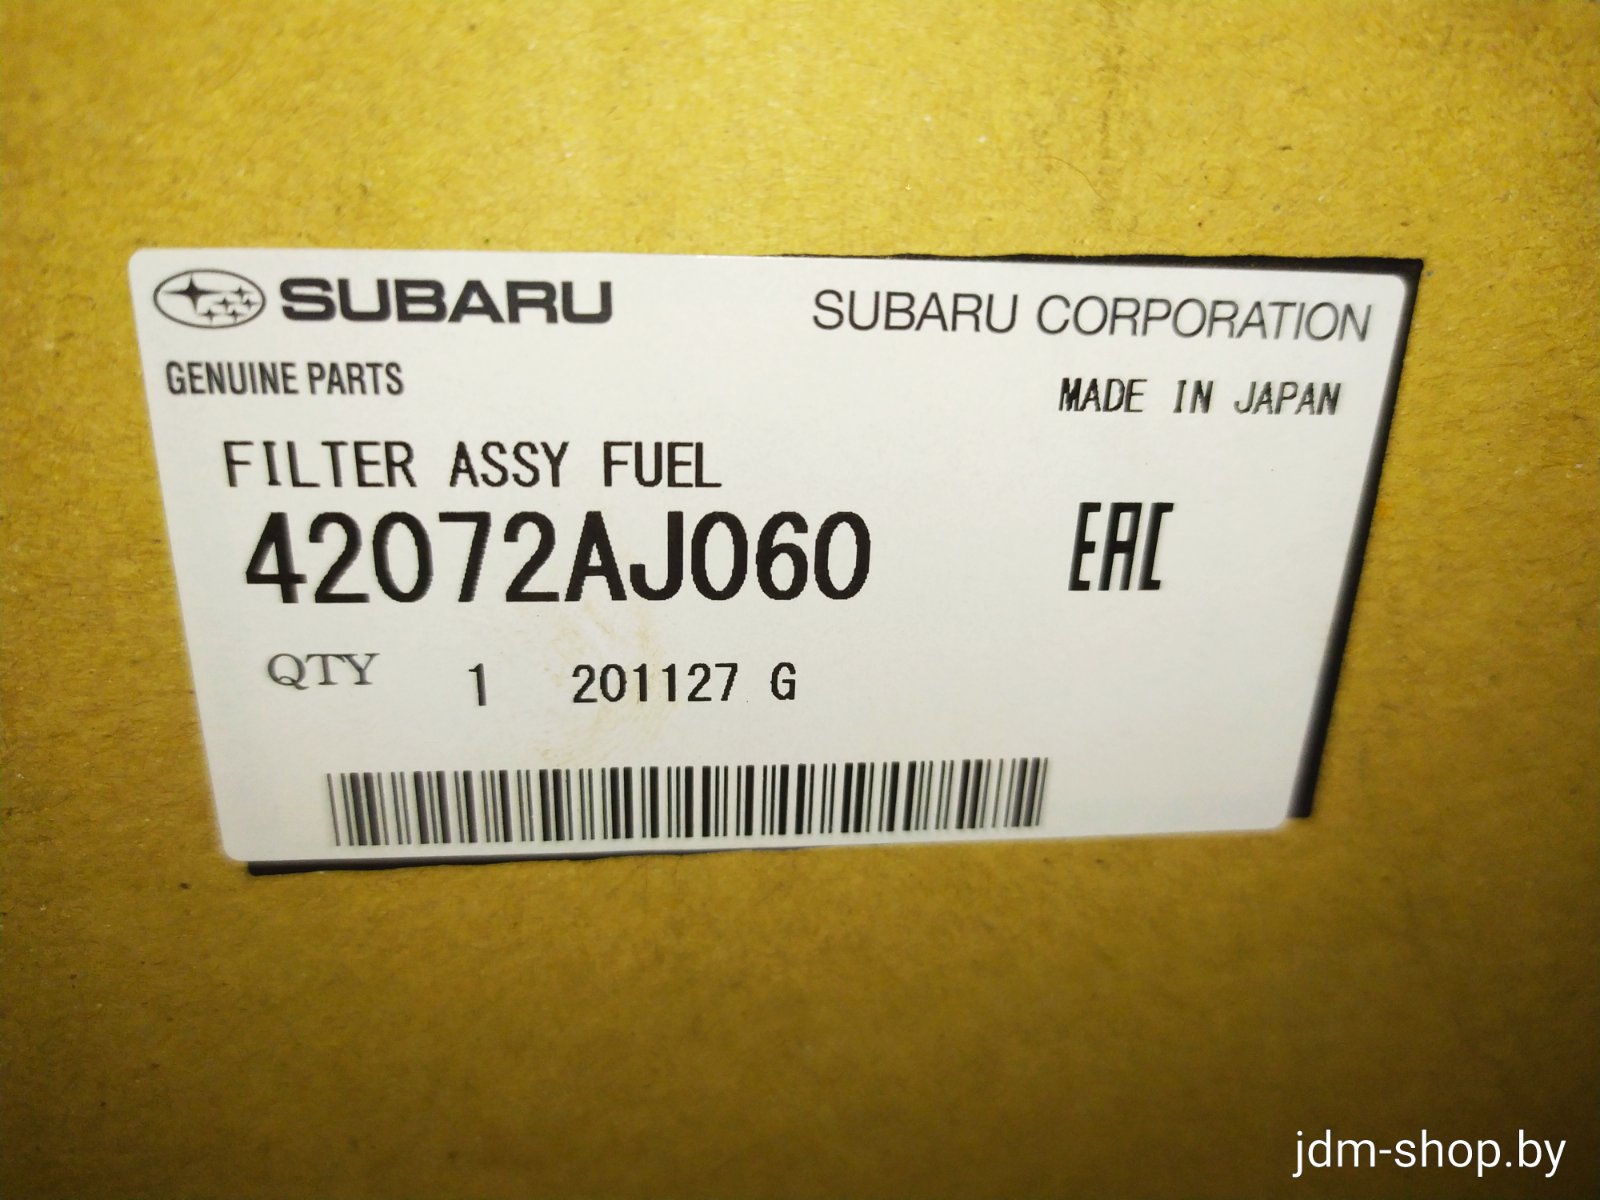 SUBARU
SUBARU CORPORATION
GENUINE PARTS
MADE IN JAPAN
FILTER ASSY FUEL
42072AJ060
EAC
QTY 1 201127 G
jdm-shop.by